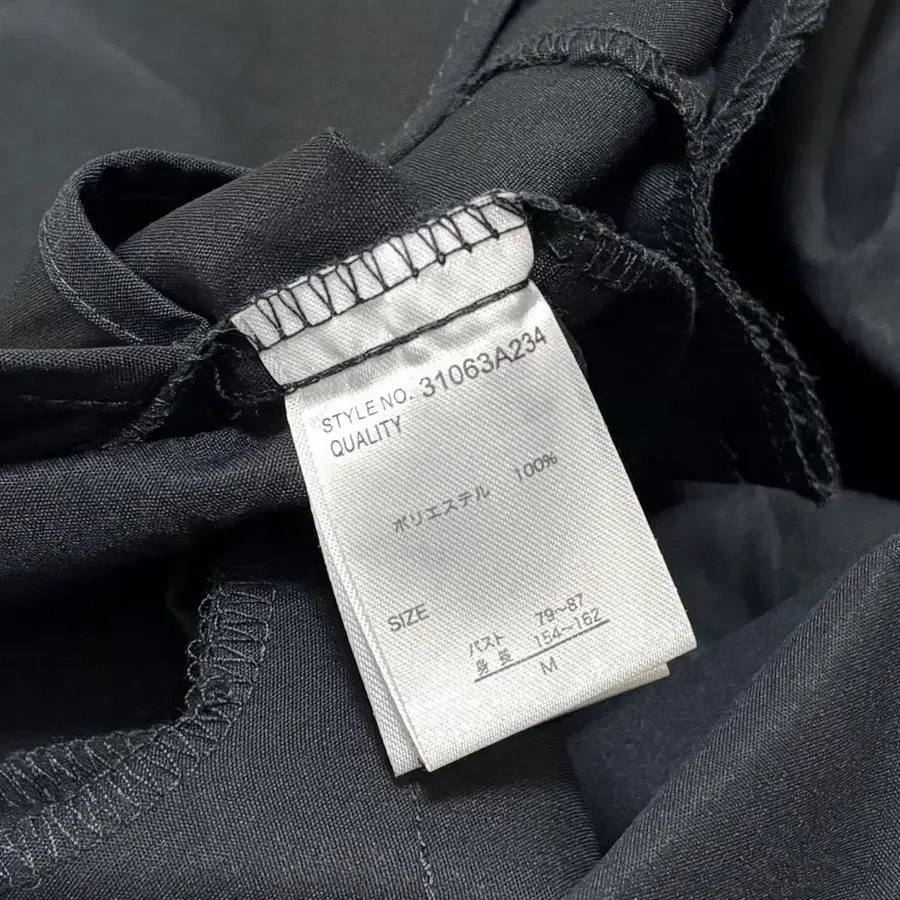 STYLE NO. 31063A234
QUALITY
ポリエステル 100%
SIZE
バスト 79～87
身長 154～162
M